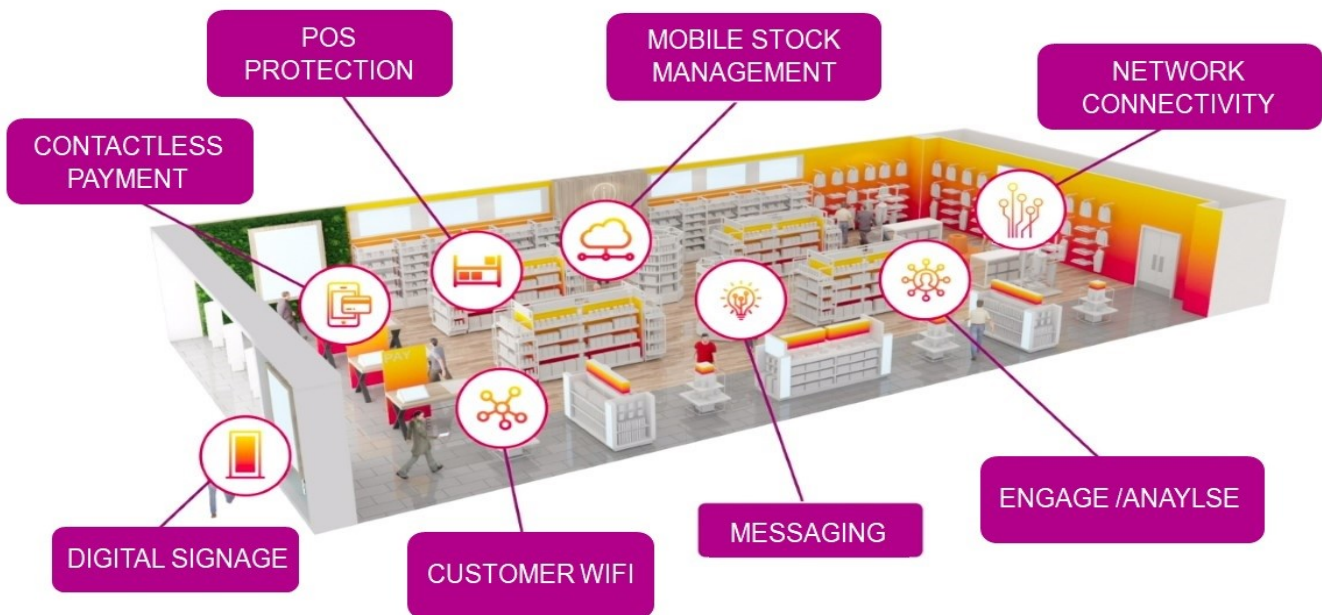 POS
PROTECTION
MOBILE STOCK
MANAGEMENT
NETWORK
CONNECTIVITY
CONTACTLESS
PAYMENT
PAY
ENGAGE /ANAYLSE
MESSAGING
DIGITAL SIGNAGE
CUSTOMER WIFI